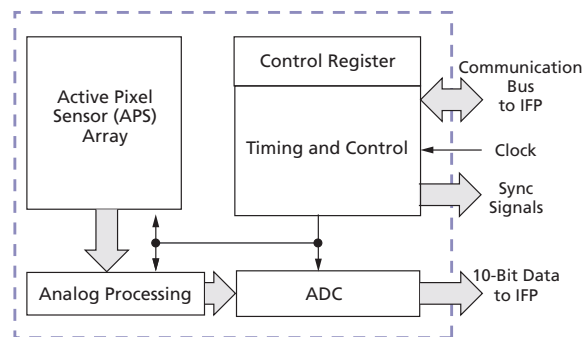 Active Pixel
Sensor (APS)
Array
Control Register
Timing and Control
Communication
Bus
to IFP
Clock
Sync
Signals
Analog Processing
ADC
10-Bit Data
to IFP